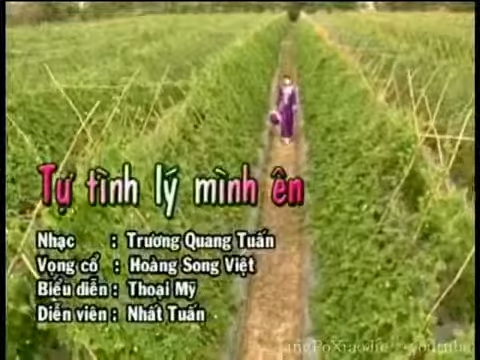 Tự tình lý mình ên
Nhạc : Trương Quang Tuấn
Vọng cổ : Hoàng Song Việt
Biểu diễn : Thoại Mỹ
Diễn viên : Nhất Tuấn
youtube